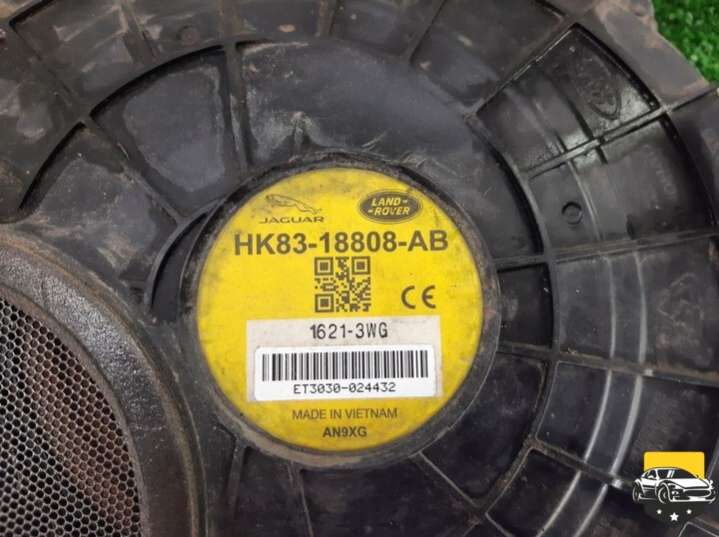 JAGUAR
LAND
ROVER
HK83-18808-AB
CE
1621-3WG
ET3030-024432
MADE IN VIETNAM
AN9XG